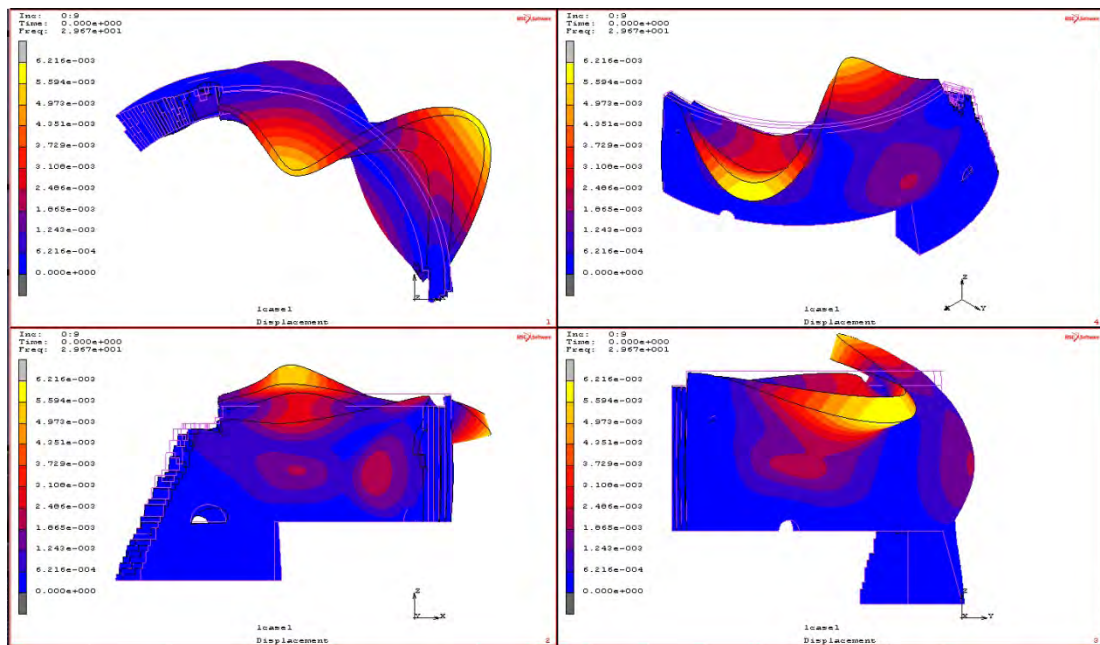 Inc: 0:9
Time: 0.000e+000
Freq: 2.967e+001
MSC Software
6.216e-003
5.594e-003
4.973e-003
4.351e-003
3.729e-003
3.108e-003
2.486e-003
1.865e-003
1.243e-003
6.216e-004
0.000e+000
lcase1
Displacement
1
Inc: 0:9
Time: 0.000e+000
Freq: 2.967e+001
MSC Software
6.216e-003
5.594e-003
4.973e-003
4.351e-003
3.729e-003
3.108e-003
2.486e-003
1.865e-003
1.243e-003
6.216e-004
0.000e+000
Z
X Y
lcase1
Displacement
4
Inc: 0:9
Time: 0.000e+000
Freq: 2.967e+001
MSC Software
6.216e-003
5.594e-003
4.973e-003
4.351e-003
3.729e-003
3.108e-003
2.486e-003
1.865e-003
1.243e-003
6.216e-004
0.000e+000
Z
Y X
lcase1
Displacement
2
Inc: 0:9
Time: 0.000e+000
Freq: 2.967e+001
MSC Software
6.216e-003
5.594e-003
4.973e-003
4.351e-003
3.729e-003
3.108e-003
2.486e-003
1.865e-003
1.243e-003
6.216e-004
0.000e+000
Z
X Y
lcase1
Displacement
3